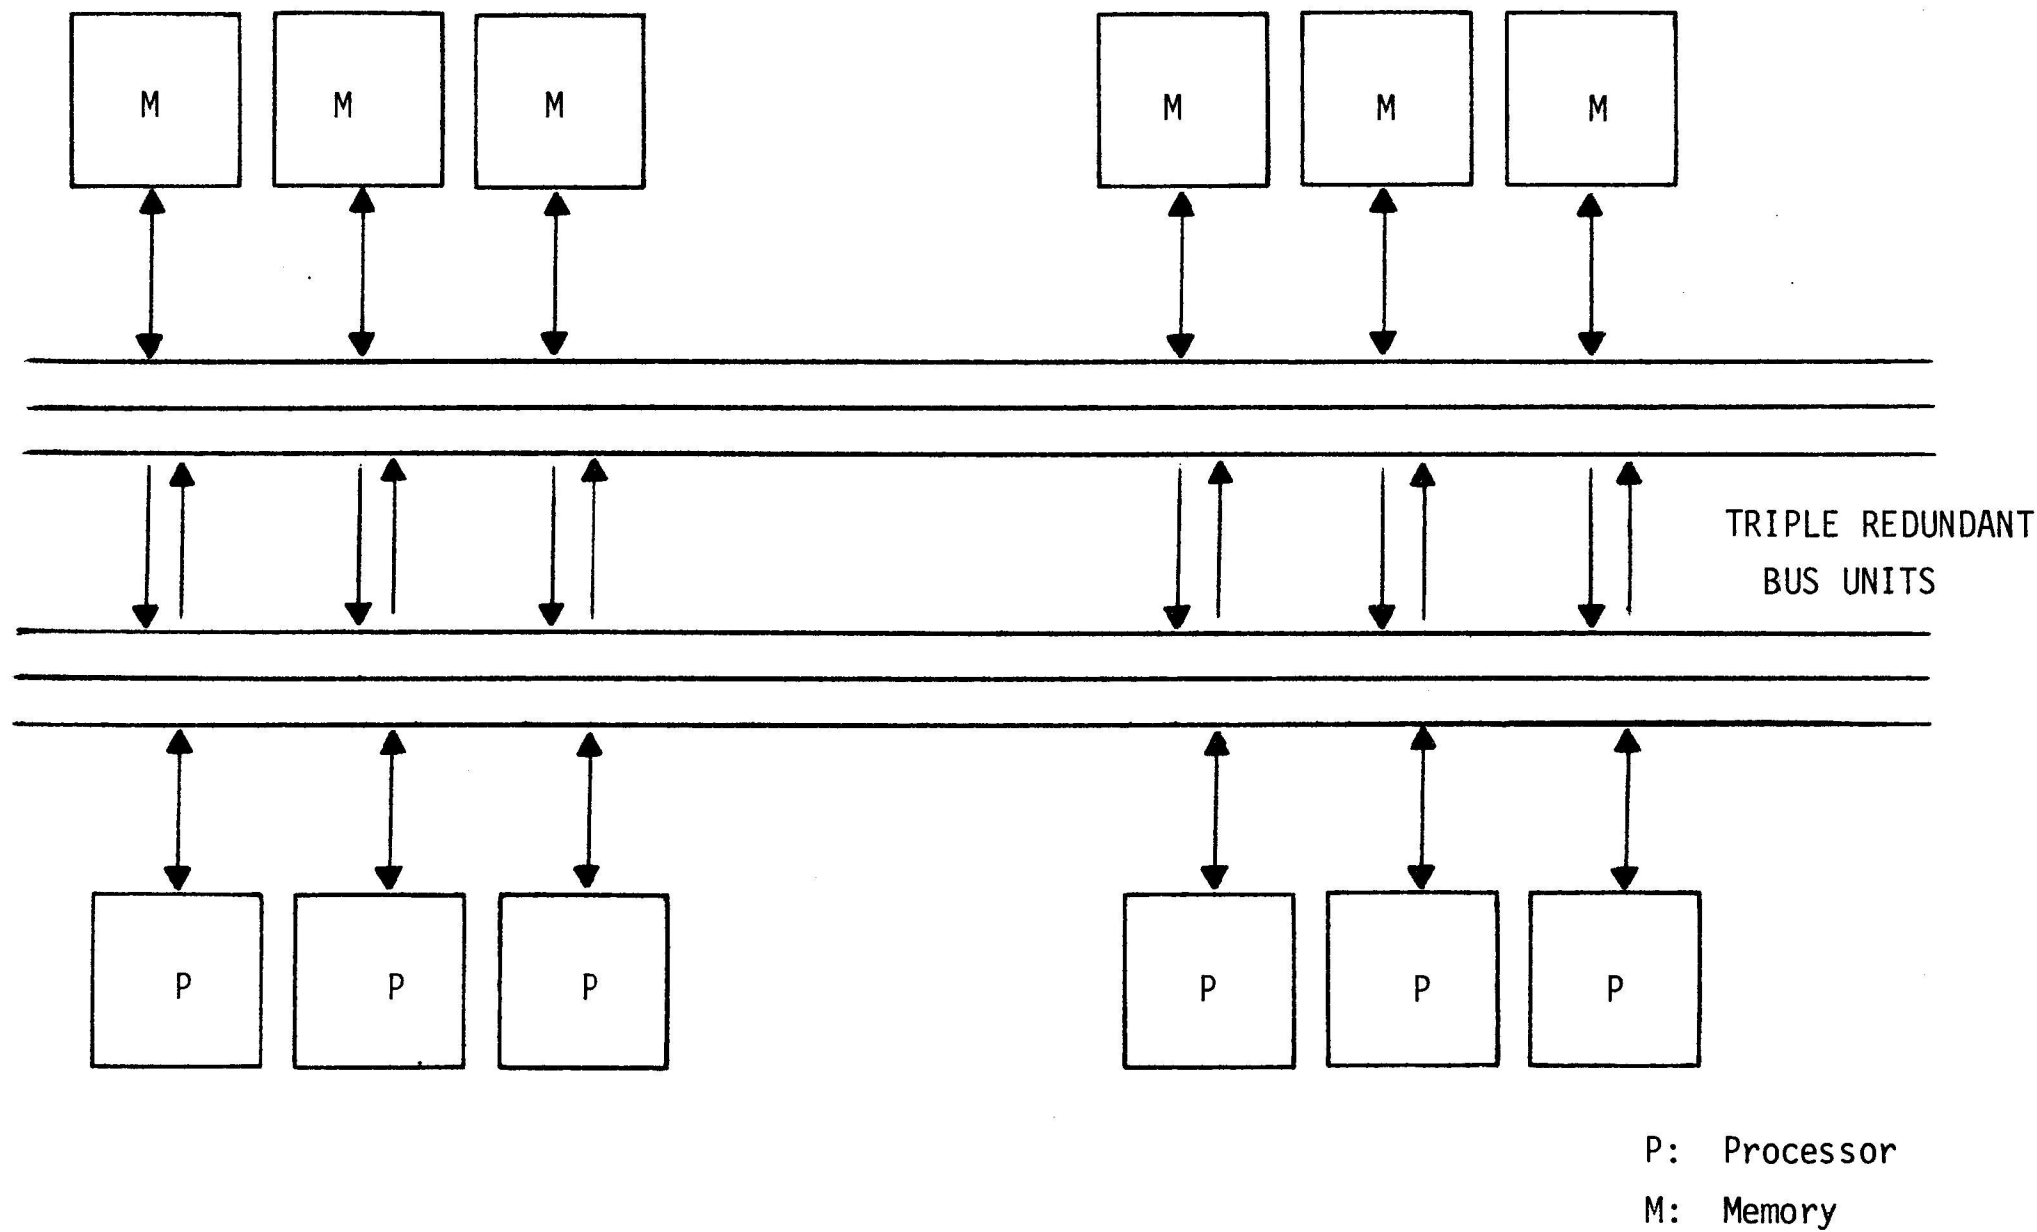 M M M M M M
TRIPLE REDUNDANT
BUS UNITS
P P P P P P
P: Processor
M: Memory